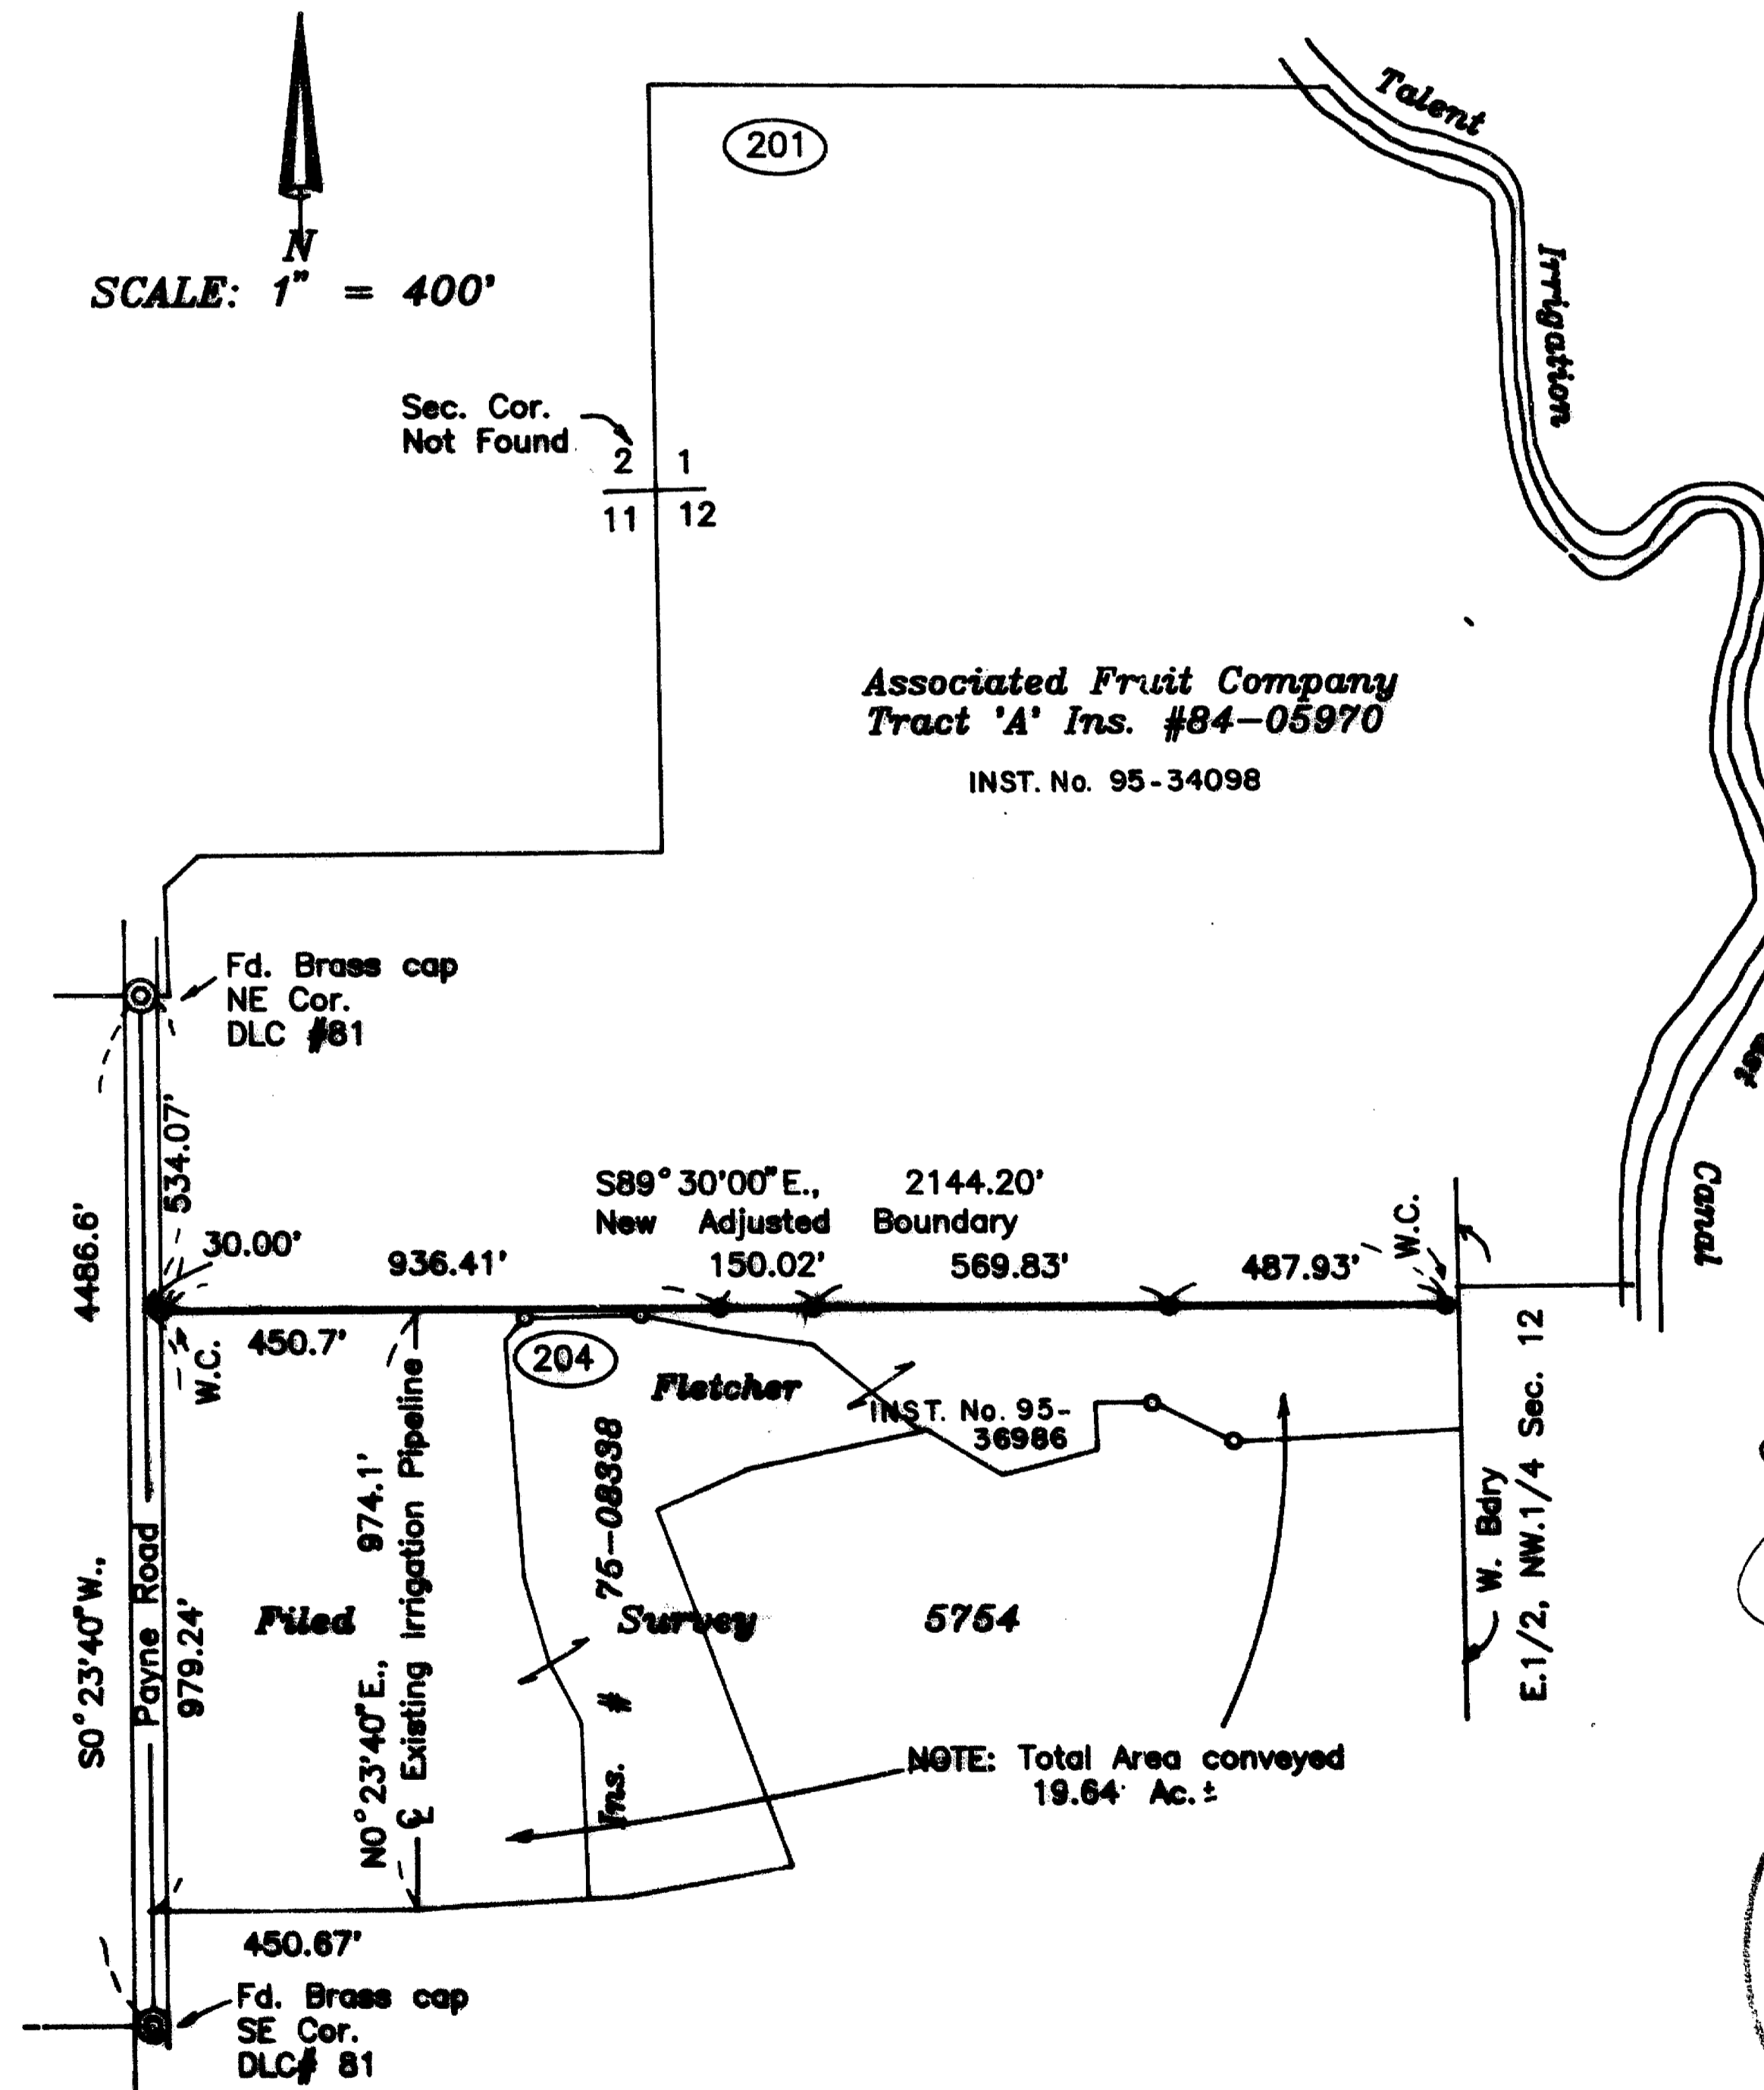 Talent
201
N
SCALE: 1" = 400'
Irrigation
Sec. Cor.
Not Found
2 1
11 12
Associated Fruit Company
Tract 'A' Ins. #84-05970
INST. No. 95-34098
Fd. Brass cap
NE Cor.
DLC #81
534.07'
4486.6'
S89°30'00"E., 2144.20'
New Adjusted Boundary
30.00'
936.41'
150.02'
569.83'
487.93'
W.C.
Canal
450.7'
W.C.
204
Fletcher
INST. No. 95-
36986
Ins. # 75-08338
N0°23'40"E., 974.1'
℄ Existing Irrigation Pipeline
S0°23'40"W.,
Payne Road
979.24'
Filed Survey 5754
W. Bdry
E.1/2, NW.1/4 Sec. 12
NOTE: Total Area conveyed
19.64 Ac.±
450.67'
Fd. Brass cap
SE Cor.
DLC# 81